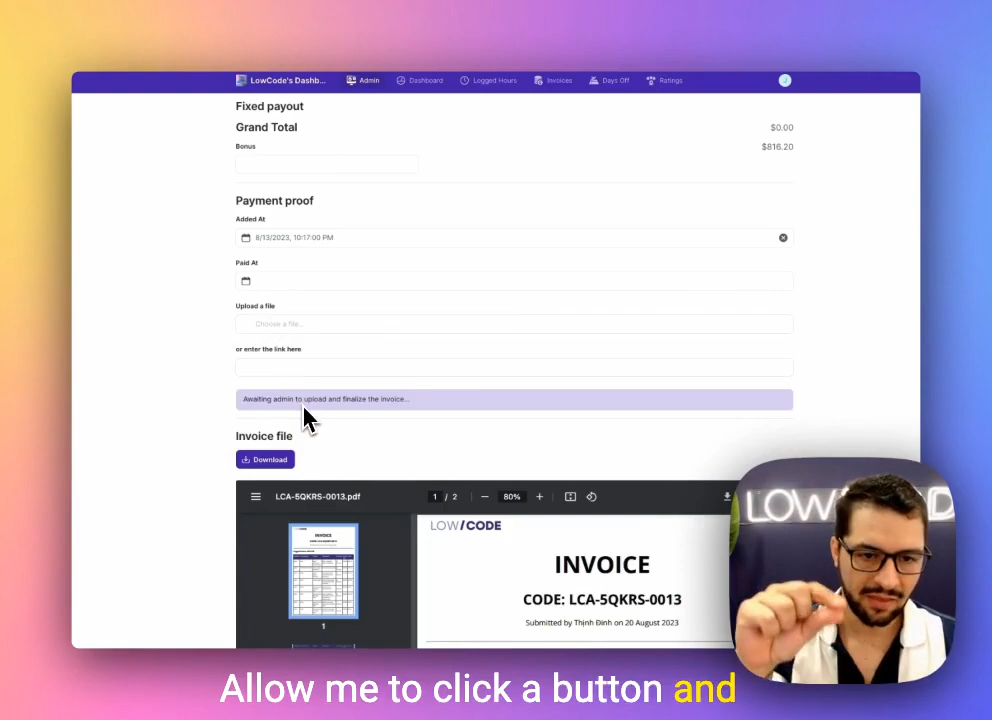 LowCode's Dashb... Admin Dashboard Logged Hours Invoices Days Off Ratings J
Fixed payout
Grand Total $0.00
Bonus $816.20
Payment proof
Added At
8/13/2023, 10:17:00 PM
Paid At
Upload a file
Choose a file...
or enter the link here
Awaiting admin to upload and finalize the invoice...
Invoice file
Download
LCA-5QKRS-0013.pdf 1 / 2 80%
LOW/CODE
INVOICE
CODE: LCA-5QKRS-0013
Submitted by Thịnh Đinh on 20 August 2023
INVOICE
1
LOW
Allow me to click a button and